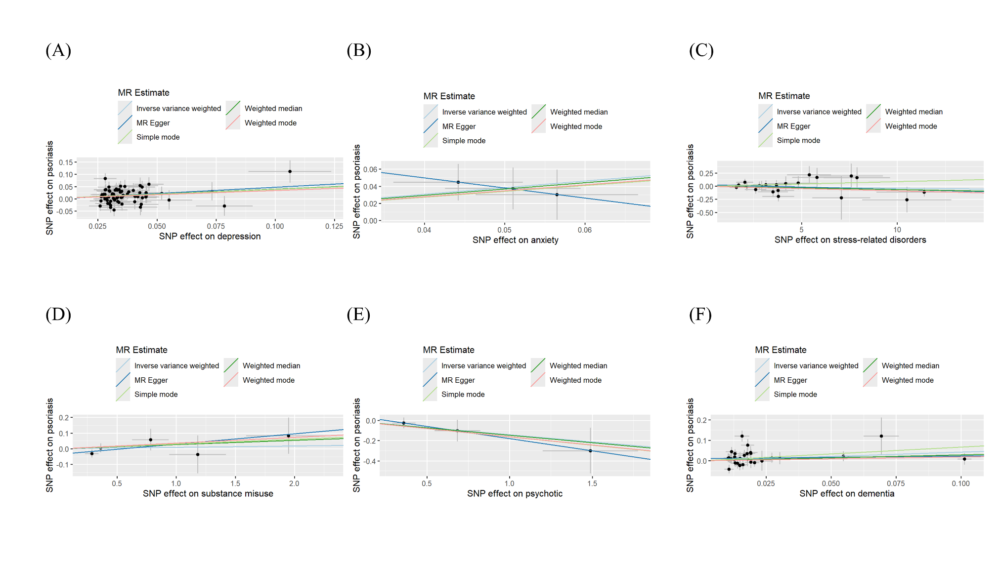 (A)
MR Estimate
Inverse variance weighted
Weighted median
MR Egger
Weighted mode
Simple mode
SNP effect on psoriasis
0.15
0.10
0.05
0.00
-0.05
0.025
0.050
0.075
0.100
0.125
SNP effect on depression
(B)
MR Estimate
Inverse variance weighted
Weighted median
MR Egger
Weighted mode
Simple mode
SNP effect on psoriasis
0.06
0.04
0.02
0.00
0.04
0.05
0.06
SNP effect on anxiety
(C)
MR Estimate
Inverse variance weighted
Weighted median
MR Egger
Weighted mode
Simple mode
SNP effect on psoriasis
0.25
0.00
-0.25
-0.50
5
10
SNP effect on stress-related disorders
(D)
MR Estimate
Inverse variance weighted
Weighted median
MR Egger
Weighted mode
Simple mode
SNP effect on psoriasis
0.2
0.1
0.0
-0.1
0.5
1.0
1.5
2.0
SNP effect on substance misuse
(E)
MR Estimate
Inverse variance weighted
Weighted median
MR Egger
Weighted mode
Simple mode
SNP effect on psoriasis
0.0
-0.2
-0.4
0.5
1.0
1.5
SNP effect on psychotic
(F)
MR Estimate
Inverse variance weighted
Weighted median
MR Egger
Weighted mode
Simple mode
SNP effect on psoriasis
0.2
0.1
0.0
0.025
0.050
0.075
0.100
SNP effect on dementia